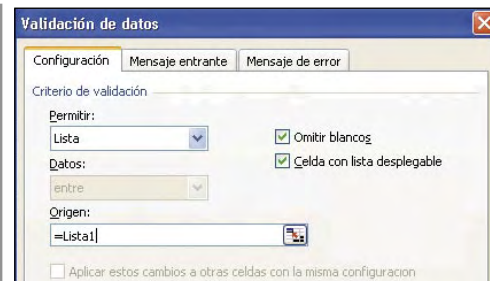 Validación de datos
Configuración Mensaje entrante Mensaje de error
Criterio de validación
Permitir:
Lista
Omitir blancos
Celda con lista desplegable
Datos:
entre
Origen:
=Lista1
Aplicar estos cambios a otras celdas con la misma configuracion